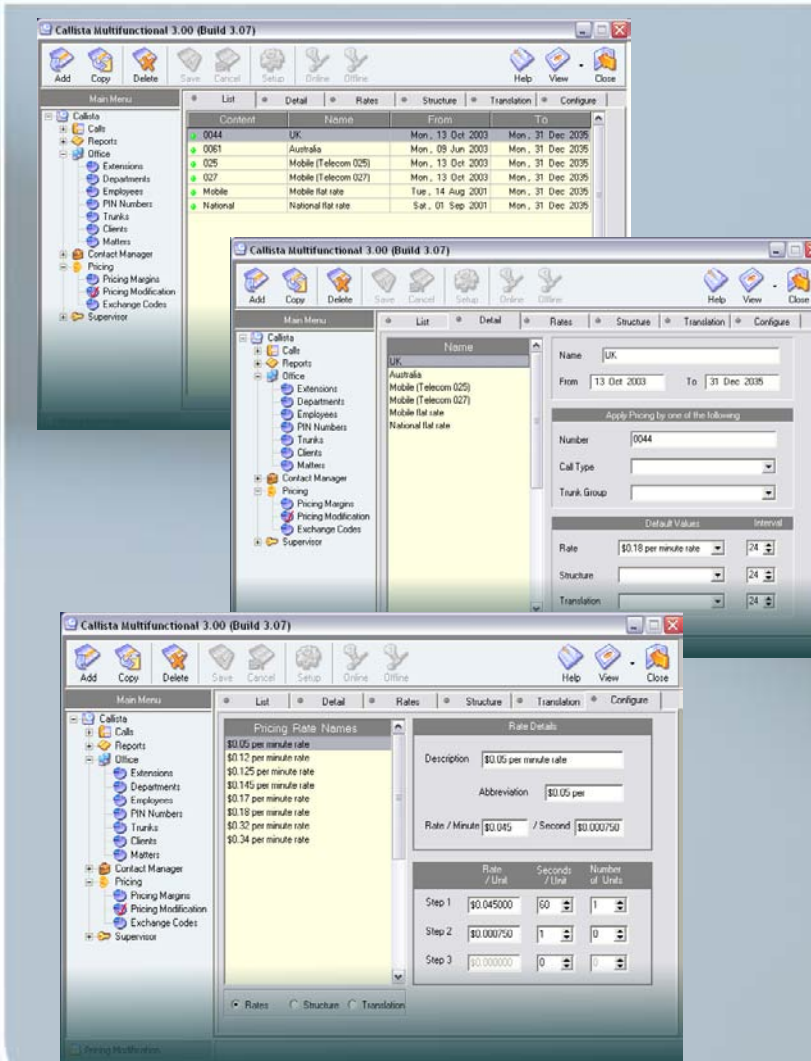 Callista Multifunctional 3.00 (Build 3.07)
Add Copy Delete Save Cancel Setup Online Offline Help View Close
Main Menu
List Detail Rates Structure Translation Configure
Callista
Calls
Reports
Office
Extensions
Departments
Employees
PIN Numbers
Trunks
Clients
Matters
Contact Manager
Pricing
Pricing Margins
Pricing Modification
Exchange Codes
Supervisor
Content Name From To
0044 UK Mon, 13 Oct 2003 Mon, 31 Dec 2035
0061 Australia Mon, 09 Jun 2003 Mon, 31 Dec 2035
025 Mobile (Telecom 025) Mon, 13 Oct 2003 Mon, 31 Dec 2035
027 Mobile (Telecom 027) Mon, 13 Oct 2003 Mon, 31 Dec 2035
Mobile Mobile flat rate Tue, 14 Aug 2001 Mon, 31 Dec 2035
National National flat rate Sat, 01 Sep 2001 Mon, 31 Dec 2035
Callista Multifunctional 3.00 (Build 3.07)
Add Copy Delete Save Cancel Setup Online Offline Help View Close
Main Menu
List Detail Rates Structure Translation Configure
Callista
Calls
Reports
Office
Extensions
Departments
Employees
PIN Numbers
Trunks
Clients
Matters
Contact Manager
Pricing
Pricing Margins
Pricing Modification
Exchange Codes
Supervisor
Name
UK
Australia
Mobile (Telecom 025)
Mobile (Telecom 027)
Mobile flat rate
National flat rate
Name UK
From 13 Oct 2003 To 31 Dec 2035
Apply Pricing by one of the following
Number 0044
Call Type
Trunk Group
Default Values Interval
Rate $0.18 per minute rate 24
Structure 24
Translation 24
Callista Multifunctional 3.00 (Build 3.07)
Add Copy Delete Save Cancel Setup Online Offline Help View Close
Main Menu
List Detail Rates Structure Translation Configure
Callista
Calls
Reports
Office
Extensions
Departments
Employees
PIN Numbers
Trunks
Clients
Matters
Contact Manager
Pricing
Pricing Margins
Pricing Modification
Exchange Codes
Supervisor
Pricing Rate Names
$0.05 per minute rate
$0.12 per minute rate
$0.125 per minute rate
$0.145 per minute rate
$0.17 per minute rate
$0.18 per minute rate
$0.32 per minute rate
$0.34 per minute rate
Rates Structure Translation
Rate Details
Description $0.05 per minute rate
Abbreviation $0.05 per
Rate / Minute $0.045 / Second $0.000750
Rate / Unit Seconds / Unit Number of Units
Step 1 $0.045000 60 1
Step 2 $0.000750 1 0
Step 3 $0.000000 0 0
Pricing Modification